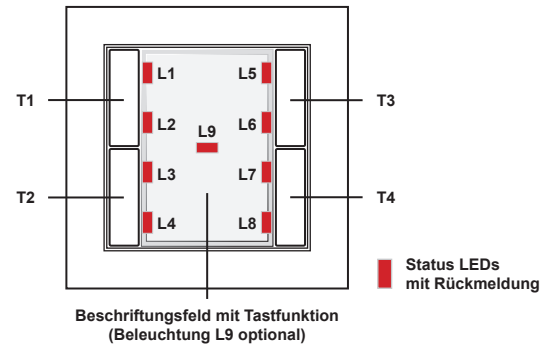 L1
L5
T1
T3
L2
L6
L9
L3
L7
T2
T4
L4
L8
Status LEDs
mit Rückmeldung
Beschriftungsfeld mit Tastfunktion
(Beleuchtung L9 optional)